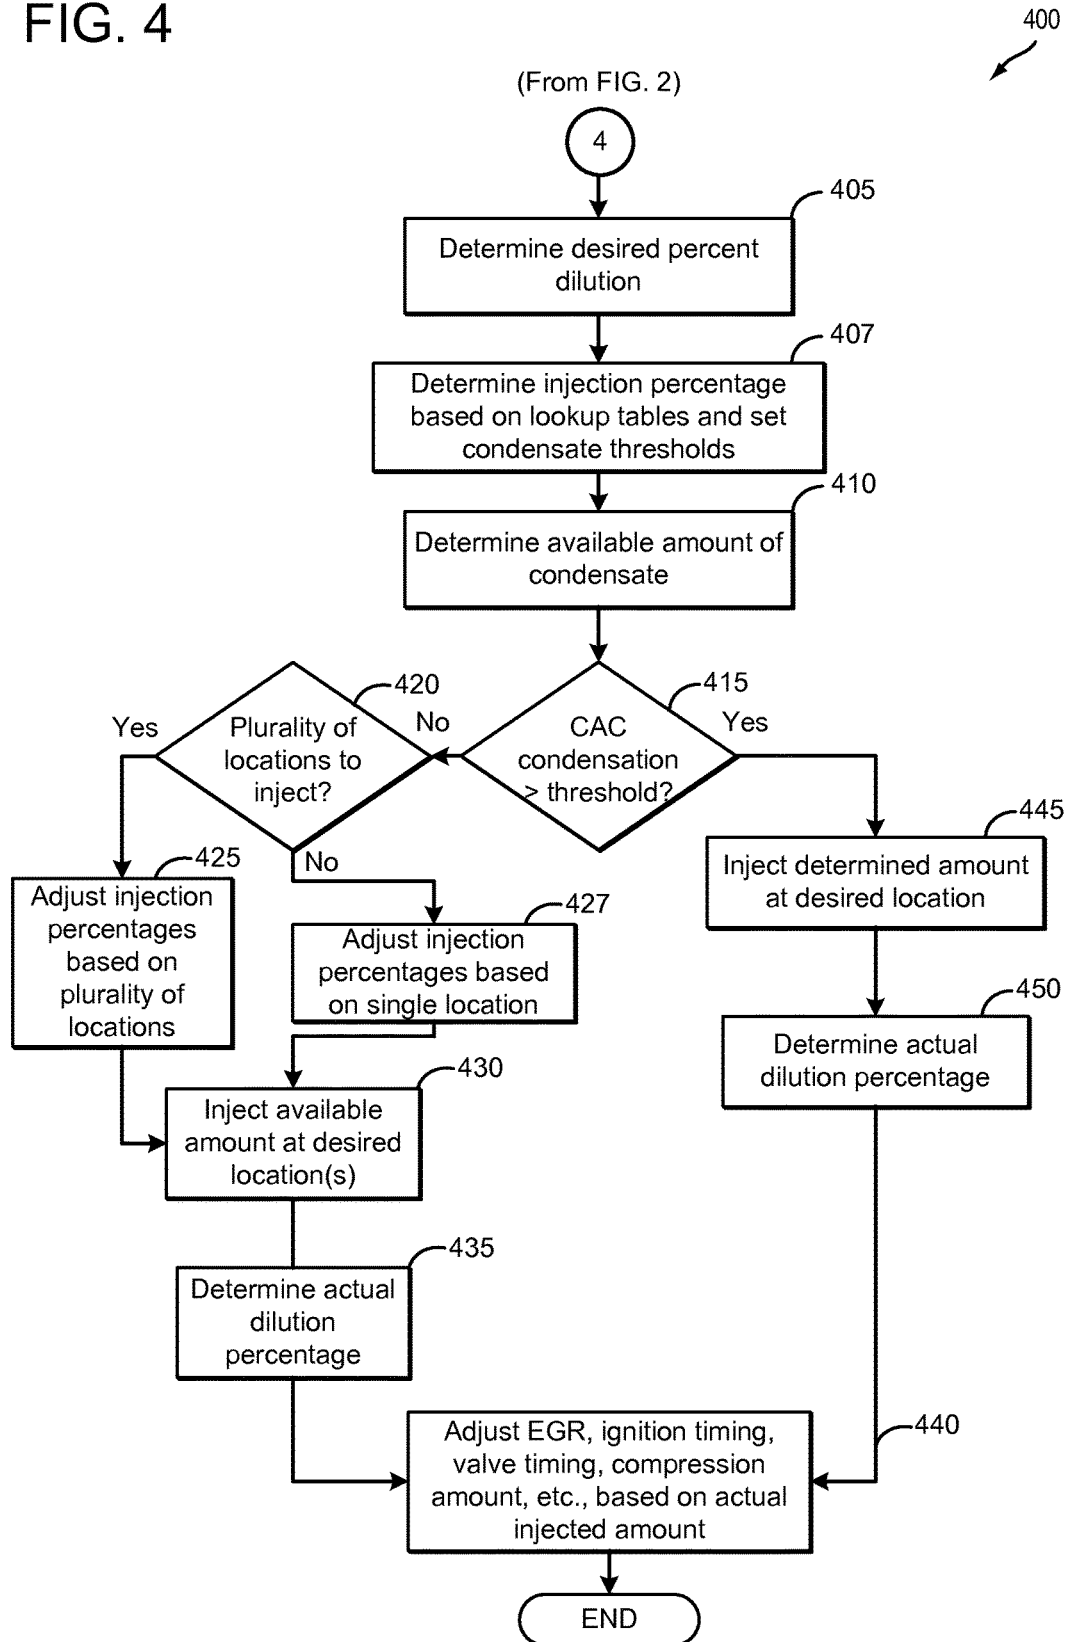 FIG. 4
400
(From FIG. 2)
4
405
Determine desired percent
dilution
407
Determine injection percentage
based on lookup tables and set
condensate thresholds
410
Determine available amount of
condensate
415
CAC
condensation
> threshold?
Yes
No
420
Plurality of
locations to
inject?
Yes
No
425
Adjust injection
percentages
based on
plurality of
locations
427
Adjust injection
percentages based
on single location
430
Inject available
amount at desired
location(s)
435
Determine actual
dilution
percentage
445
Inject determined amount
at desired location
450
Determine actual
dilution percentage
440
Adjust EGR, ignition timing,
valve timing, compression
amount, etc., based on actual
injected amount
END